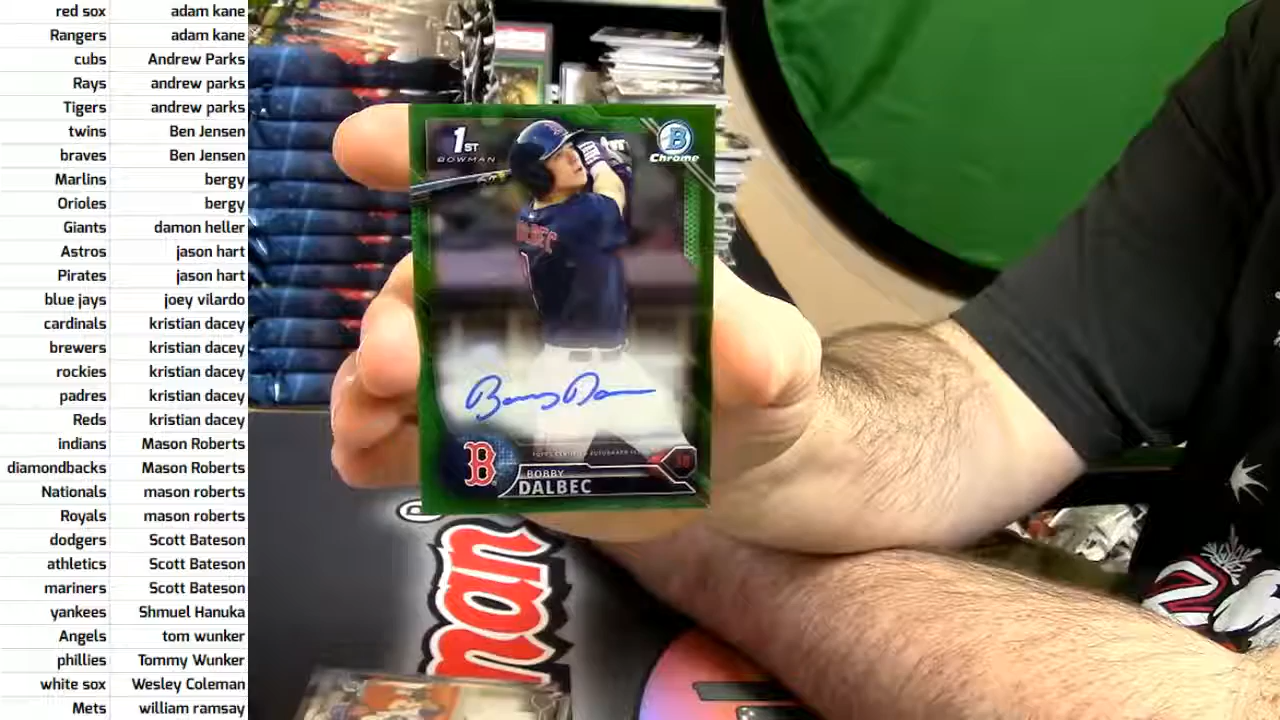 red sox adam kane
Rangers adam kane
cubs Andrew Parks
Rays andrew parks
Tigers andrew parks
twins Ben Jensen
braves Ben Jensen
Marlins bergy
Orioles bergy
Giants damon heller
Astros jason hart
Pirates jason hart
blue jays joey vilardo
cardinals kristian dacey
brewers kristian dacey
rockies kristian dacey
padres kristian dacey
Reds kristian dacey
indians Mason Roberts
diamondbacks Mason Roberts
Nationals mason roberts
Royals mason roberts
dodgers Scott Bateson
athletics Scott Bateson
mariners Scott Bateson
yankees Shmuel Hanuka
Angels tom wunker
phillies Tommy Wunker
white sox Wesley Coleman
Mets william ramsay
1ST
BOWMAN
B
Chrome
B
BOBBY
DALBEC